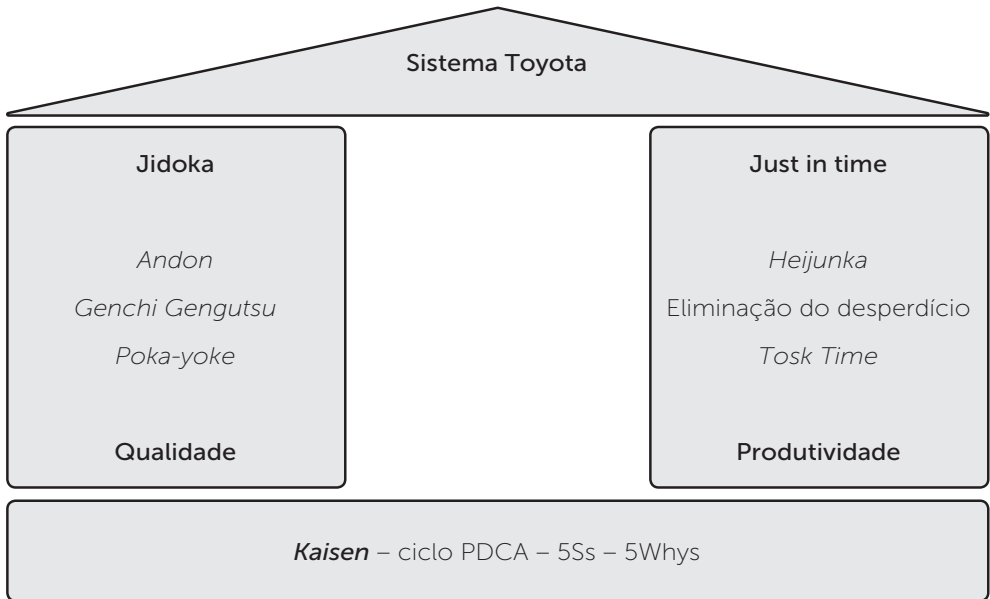 Sistema Toyota
Jidoka
Andon
Genchi Gengutsu
Poka-yoke
Qualidade
Just in time
Heijunka
Eliminação do desperdício
Tosk Time
Produtividade
Kaisen – ciclo PDCA – 5Ss – 5Whys